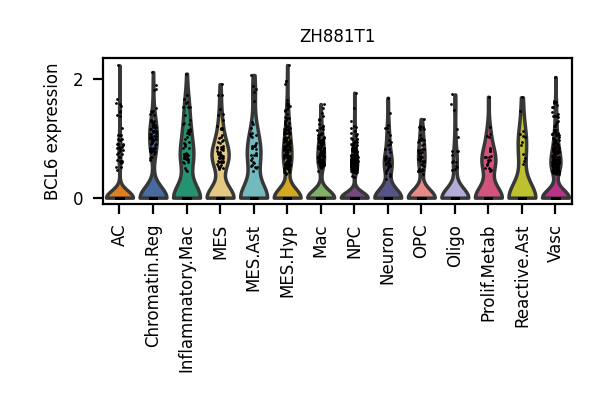 ZH881T1
BCL6 expression
2
0
AC
Chromatin.Reg
Inflammatory.Mac
MES
MES.Ast
MES.Hyp
Mac
NPC
Neuron
OPC
Oligo
Prolif.Metab
Reactive.Ast
Vasc